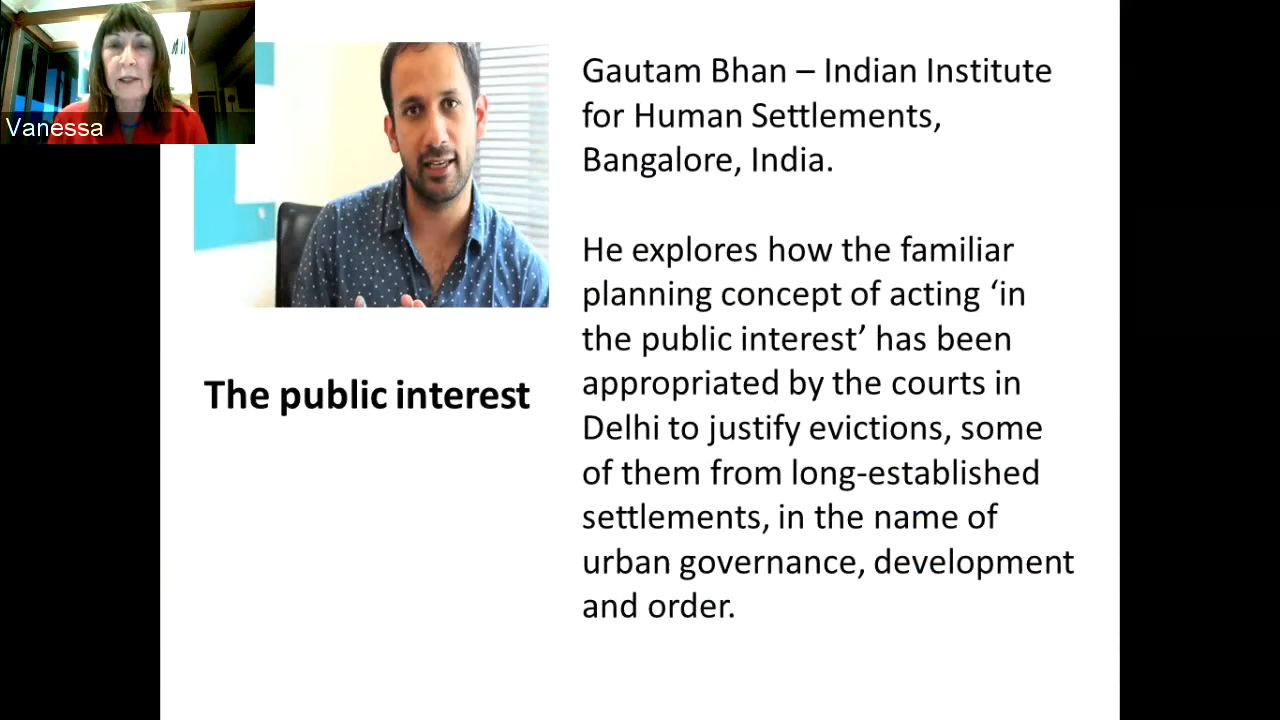 Vanessa
Gautam Bhan – Indian Institute
for Human Settlements,
Bangalore, India.
He explores how the familiar
planning concept of acting ‘in
the public interest’ has been
appropriated by the courts in
Delhi to justify evictions, some
of them from long-established
settlements, in the name of
urban governance, development
and order.
The public interest